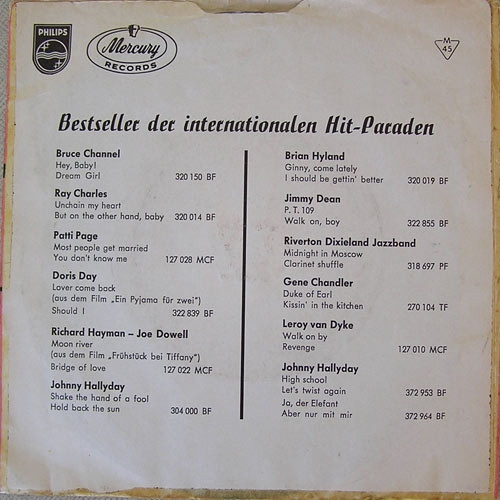 PHILIPS
Mercury
RECORDS
M
45
Bestseller der internationalen Hit-Paraden
Bruce Channel
Hey, Baby!
Dream Girl 320 150 BF
Ray Charles
Unchain my heart
But on the other hand, baby 320 014 BF
Patti Page
Most people get married
You don't know me 127 028 MCF
Doris Day
Lover come back
(aus dem Film „Ein Pyjama für zwei")
Should I 322 839 BF
Richard Hayman – Joe Dowell
Moon river
(aus dem Film „Frühstück bei Tiffany")
Bridge of love 127 022 MCF
Johnny Hallyday
Shake the hand of a fool
Hold back the sun 304 000 BF
Brian Hyland
Ginny, come lately
I should be gettin' better 320 019 BF
Jimmy Dean
P. T. 109
Walk on, boy 322 855 BF
Riverton Dixieland Jazzband
Midnight in Moscow
Clarinet shuffle 318 697 PF
Gene Chandler
Duke of Earl
Kissin' in the kitchen 270 104 TF
Leroy van Dyke
Walk on by
Revenge 127 010 MCF
Johnny Hallyday
High school
Let's twist again 372 953 BF
Ja, der Elefant
Aber nur mit mir 372 964 BF